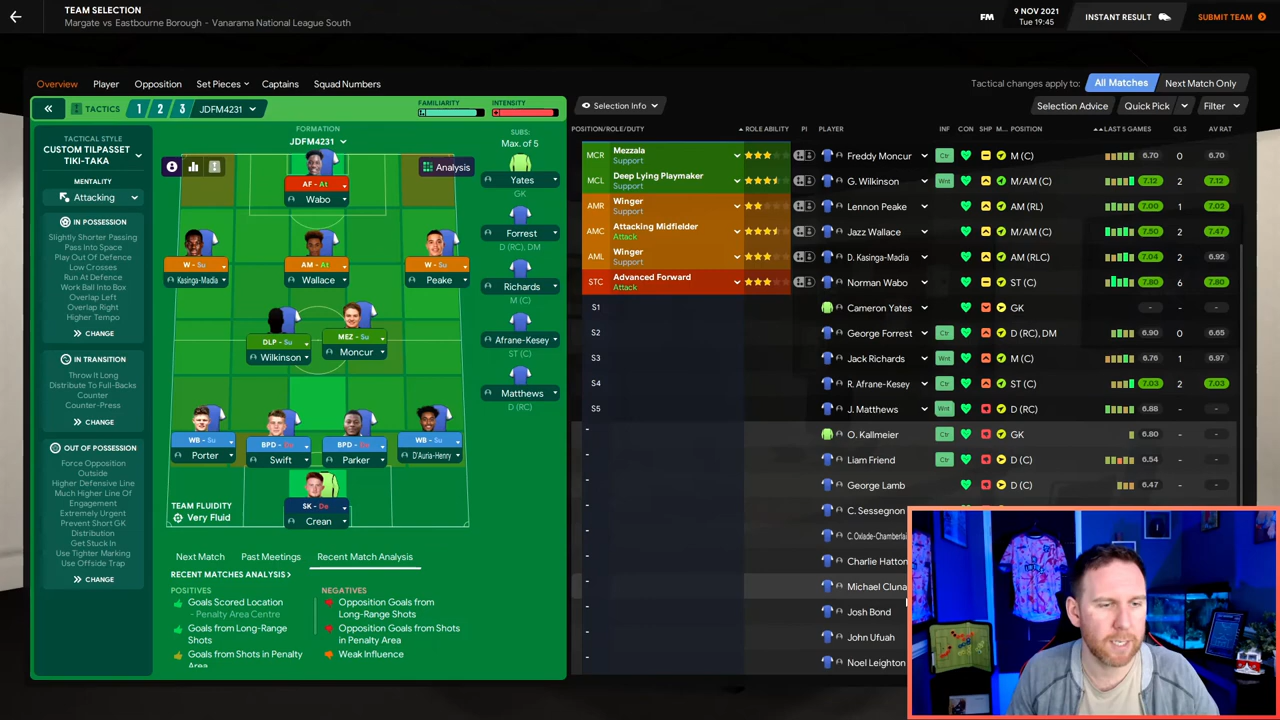 TEAM SELECTION
Margate vs Eastbourne Borough - Vanarama National League South
FM
9 NOV 2021
Tue 19:45
INSTANT RESULT
SUBMIT TEAM
Overview
Player
Opposition
Set Pieces
Captains
Squad Numbers
Tactical changes apply to:
All Matches
Next Match Only
TACTICS
1
2
3
JDFM4231
FAMILIARITY
INTENSITY
Selection Info
Selection Advice
Quick Pick
Filter
TACTICAL STYLE
CUSTOM TILPASSET
TIKI-TAKA
MENTALITY
Attacking
IN POSSESSION
Slightly Shorter Passing
Pass Into Space
Play Out Of Defence
Low Crosses
Run At Defence
Work Ball Into Box
Overlap Left
Overlap Right
Higher Tempo
CHANGE
IN TRANSITION
Throw It Long
Distribute To Full-Backs
Counter
Counter-Press
CHANGE
OUT OF POSSESSION
Force Opposition
Outside
Higher Defensive Line
Much Higher Line Of
Engagement
Extremely Urgent
Prevent Short GK
Distribution
Get Stuck In
Use Tighter Marking
Use Offside Trap
CHANGE
FORMATION
JDFM4231
Analysis
AF - At
Wabo
W - Su
Kasinga-Madia
AM - At
Wallace
W - Su
Peake
DLP - Su
Wilkinson
MEZ - Su
Moncur
WB - Su
Porter
BPD - De
Swift
BPD - De
Parker
WB - Su
D'Auria-Henry
SK - De
Crean
TEAM FLUIDITY
Very Fluid
SUBS:
Max. of 5
Yates
GK
Forrest
D (RC), DM
Richards
M (C)
Afrane-Kesey
ST (C)
Matthews
D (RC)
Next Match
Past Meetings
Recent Match Analysis
RECENT MATCHES ANALYSIS
POSITIVES
Goals Scored Location
- Penalty Area Centre
Goals from Long-Range
Shots
Goals from Shots in Penalty
Area
NEGATIVES
Opposition Goals from
Long-Range Shots
Opposition Goals from Shots
in Penalty Area
Weak Influence
POSITION/ROLE/DUTY ROLE ABILITY PI PLAYER INF CON SHP M... POSITION LAST 5 GAMES GLS AV RAT
MCR Mezzala Support Freddy Moncur Ctr M (C) 6.70 0 6.70
MCL Deep Lying Playmaker Support G. Wilkinson Wnt M/AM (C) 7.12 2 7.12
AMR Winger Support Lennon Peake AM (RL) 7.00 1 7.02
AMC Attacking Midfielder Attack Jazz Wallace M/AM (C) 7.50 2 7.47
AML Winger Support D. Kasinga-Madia AM (RLC) 7.04 2 6.92
STC Advanced Forward Attack Norman Wabo ST (C) 7.80 6 7.80
S1 Cameron Yates GK - - -
S2 George Forrest Ctr D (RC), DM 6.90 0 6.65
S3 Jack Richards Wnt M (C) 6.76 1 6.97
S4 R. Afrane-Kesey ST (C) 7.03 2 7.03
S5 J. Matthews Wnt D (RC) 6.88 - -
- O. Kallmeier Ctr GK 6.80 - -
- Liam Friend Ctr D (C) 6.54 - -
- George Lamb D (C) 6.47 - -
- C. Sessegnon
- C. Oxlade-Chamberlain
- Charlie Hatton
- Michael Cluna
- Josh Bond
- John Ufuah
- Noel Leighton